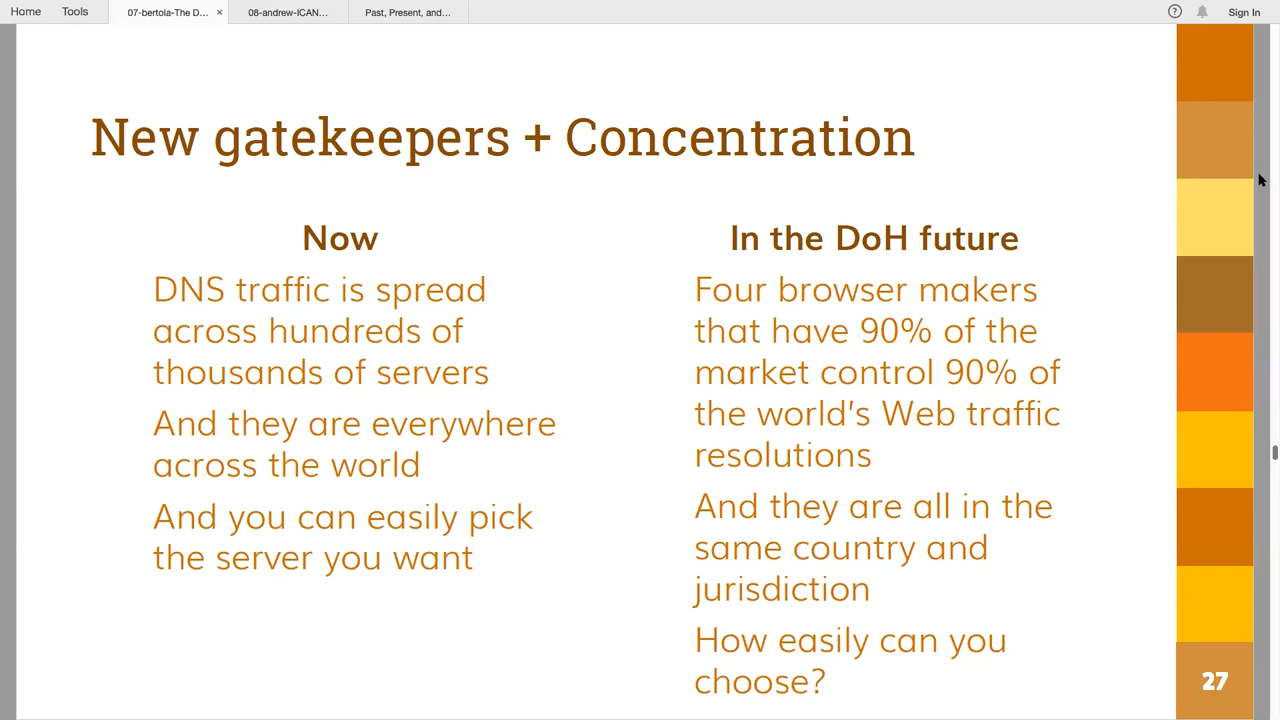 Home
Tools
07-bertola-The D...
×
08-andrew-ICAN...
Past, Present, and...
?
Sign In
New gatekeepers + Concentration
Now
DNS traffic is spread
across hundreds of
thousands of servers
And they are everywhere
across the world
And you can easily pick
the server you want
In the DoH future
Four browser makers
that have 90% of the
market control 90% of
the world's Web traffic
resolutions
And they are all in the
same country and
jurisdiction
How easily can you
choose?
27